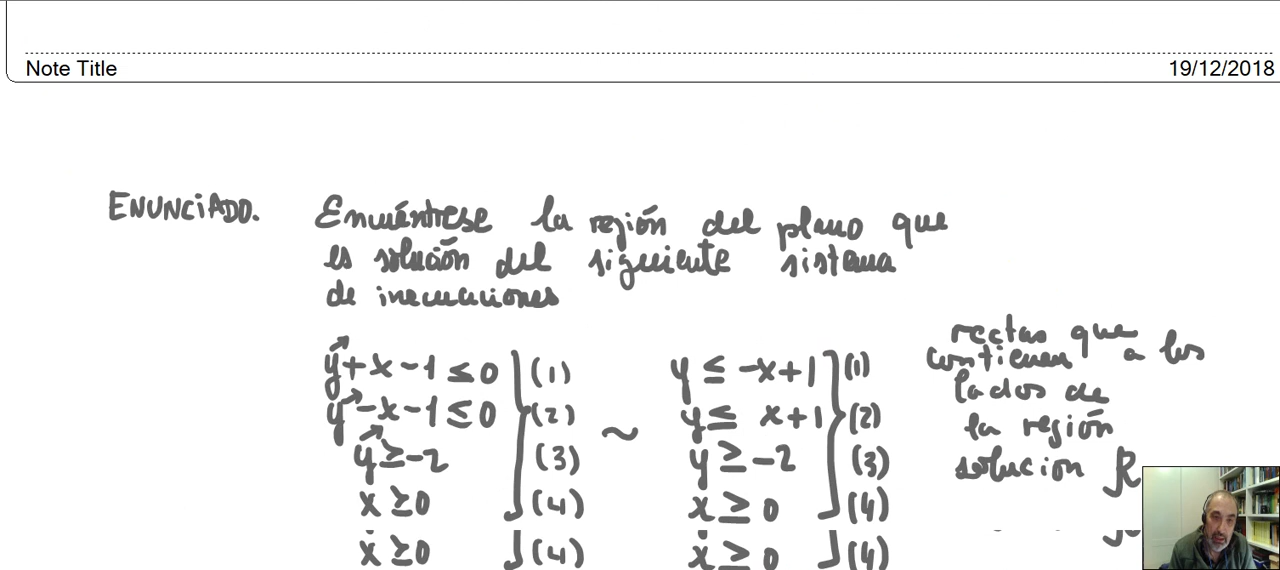 Note Title
19/12/2018
ENUNCIADO. Encuéntrese la región del plano que
es solución del siguiente sistema
de inecuaciones
y+x-1≤0 (1)
y-x-1≤0 (2)
y≥-2 (3)
x≥0 (4)
x≥0 (4)
~
y≤-x+1 (1)
y≤ x+1 (2)
y≥-2 (3)
x≥0 (4)
x≥0 (4)
rectas que
contienen a los
lados de
la región
solucion R